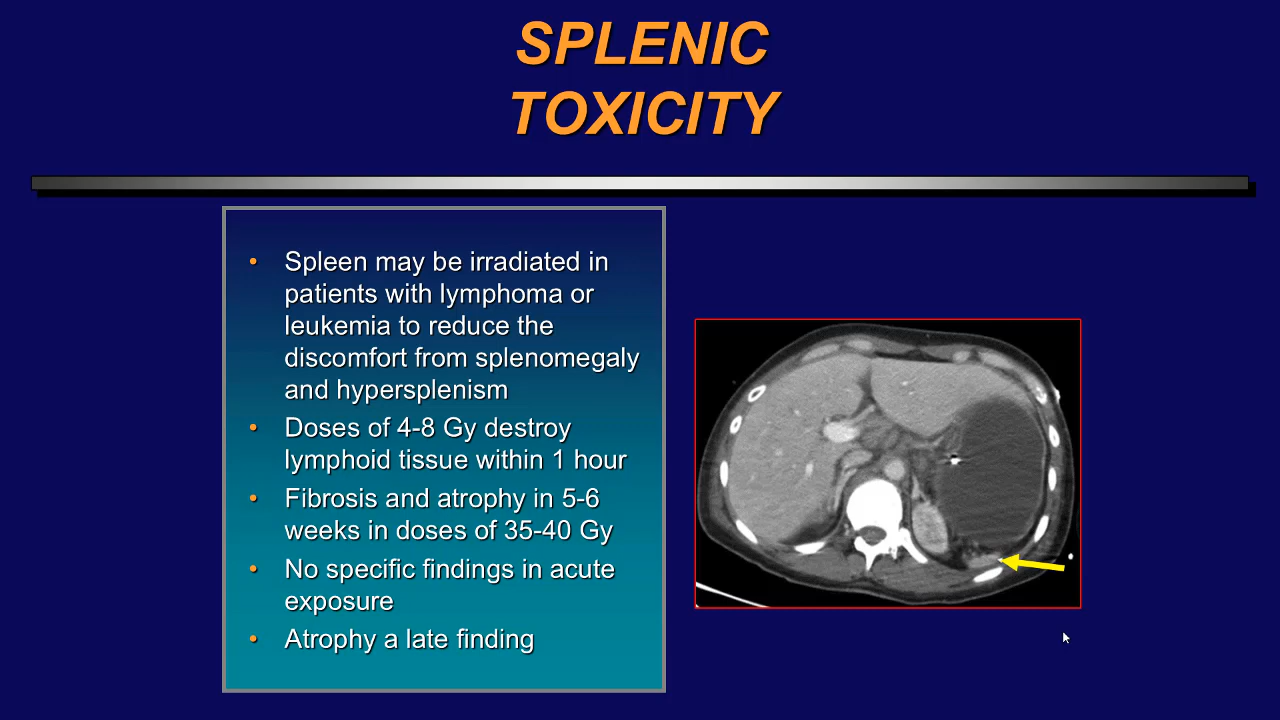 SPLENIC
TOXICITY
• Spleen may be irradiated in
patients with lymphoma or
leukemia to reduce the
discomfort from splenomegaly
and hypersplenism
• Doses of 4-8 Gy destroy
lymphoid tissue within 1 hour
• Fibrosis and atrophy in 5-6
weeks in doses of 35-40 Gy
• No specific findings in acute
exposure
• Atrophy a late finding